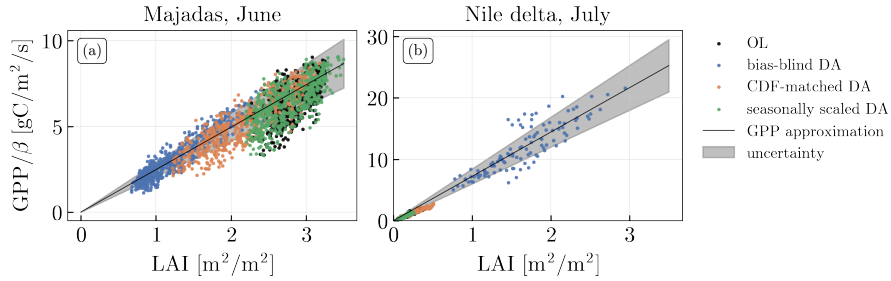 Majadas, June
Nile delta, July
GPP/β [gC/m²/s]
10
5
0
(a)
0
1
2
3
LAI [m²/m²]
30
20
10
0
(b)
0
1
2
3
LAI [m²/m²]
OL
bias-blind DA
CDF-matched DA
seasonally scaled DA
GPP approximation
uncertainty